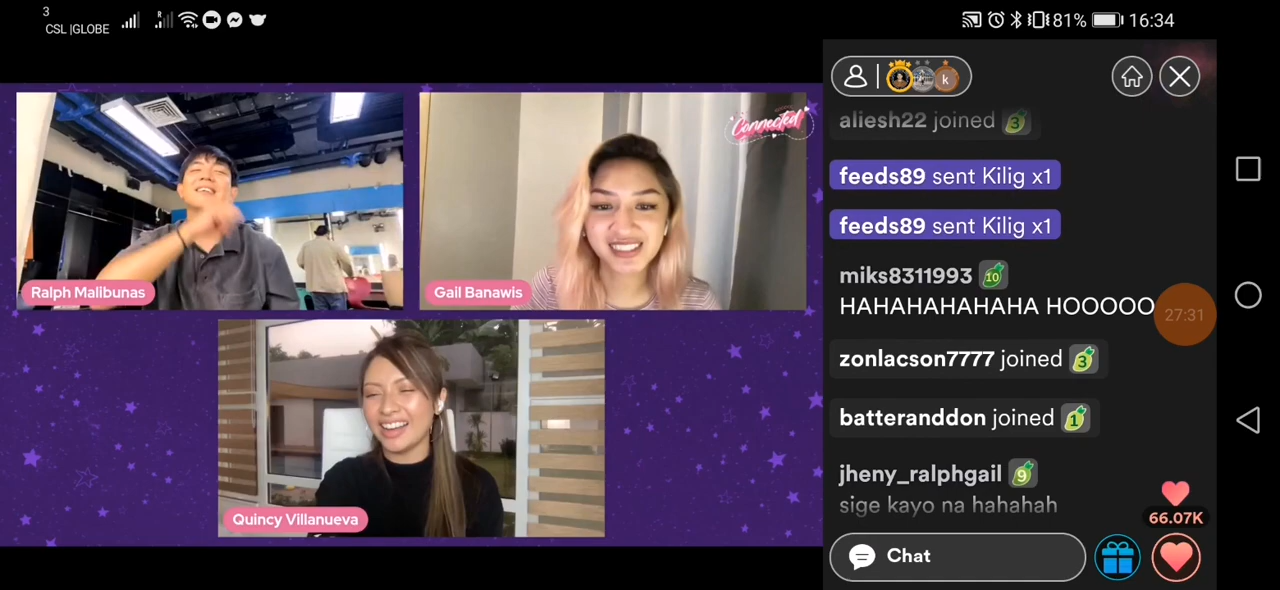 3
CSL |GLOBE
R
81%
16:34
Connected
Ralph Malibunas
Gail Banawis
Quincy Villanueva
k
aliesh22 joined 3
feeds89 sent Kilig x1
feeds89 sent Kilig x1
miks8311993 10
HAHAHAHAHAHA HOOOOO
27:31
zonlacson7777 joined 3
batteranddon joined 1
jheny_ralphgail 9
sige kayo na hahahah
66.07K
Chat